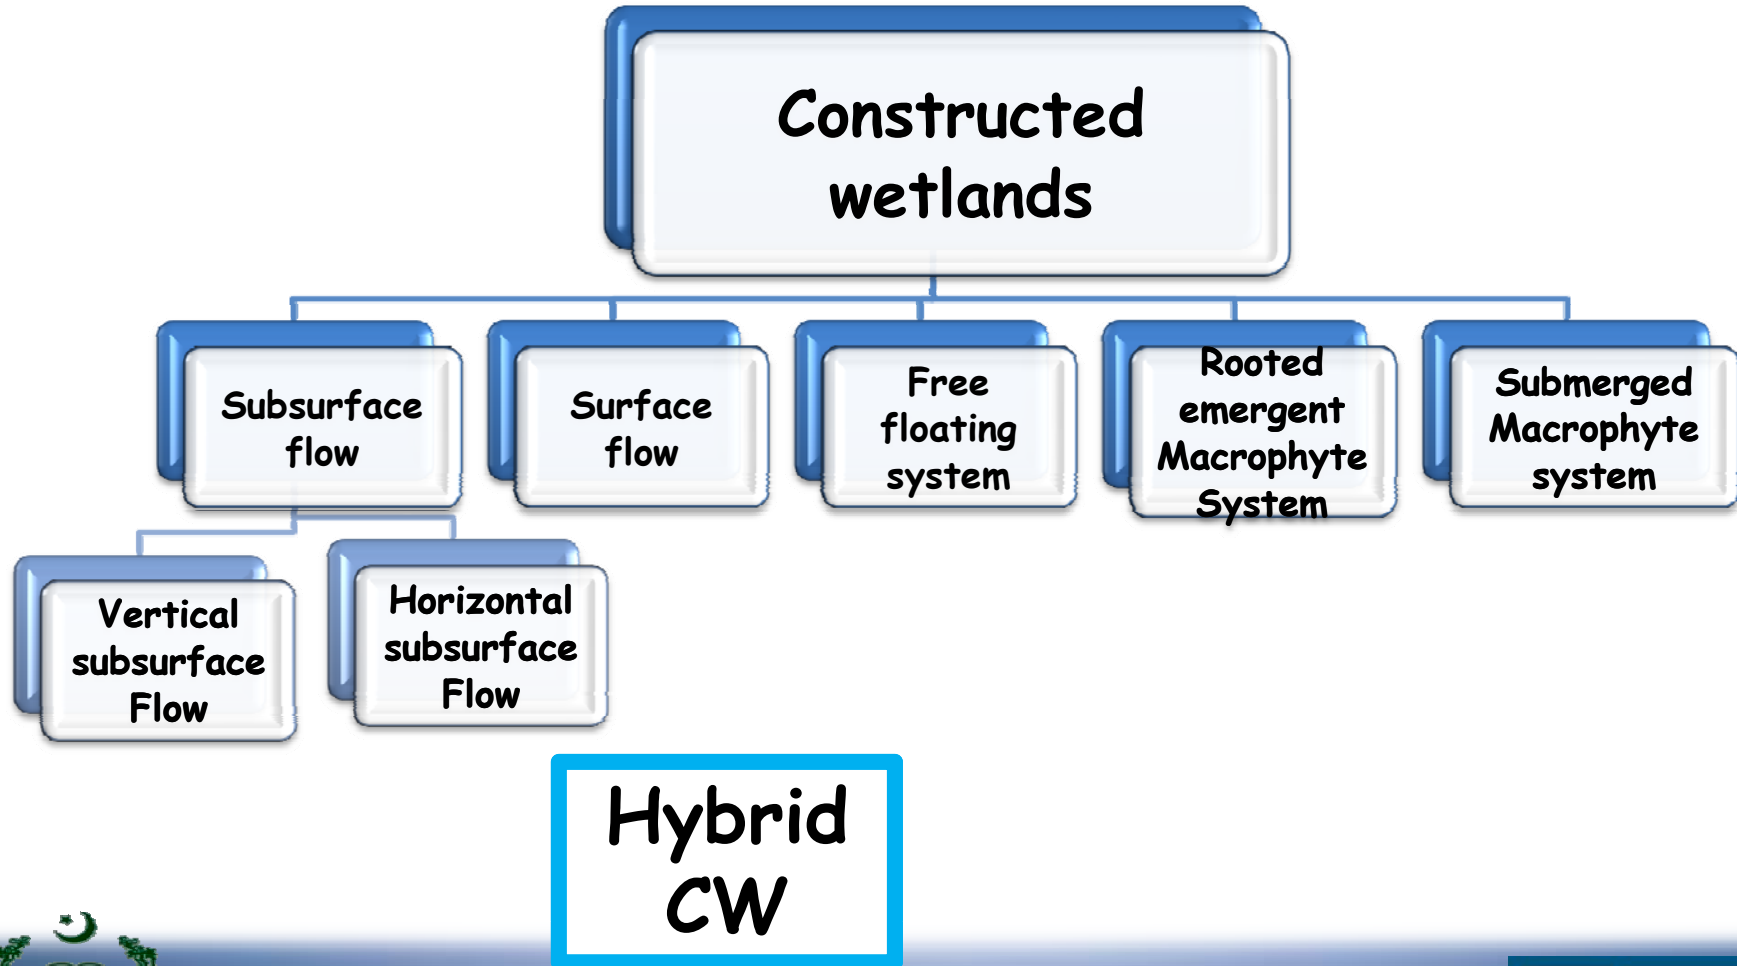 Constructed
wetlands
Subsurface
flow
Surface
flow
Free
floating
system
Rooted
emergent
Macrophyte
System
Submerged
Macrophyte
system
Vertical
subsurface
Flow
Horizontal
subsurface
Flow
Hybrid
CW